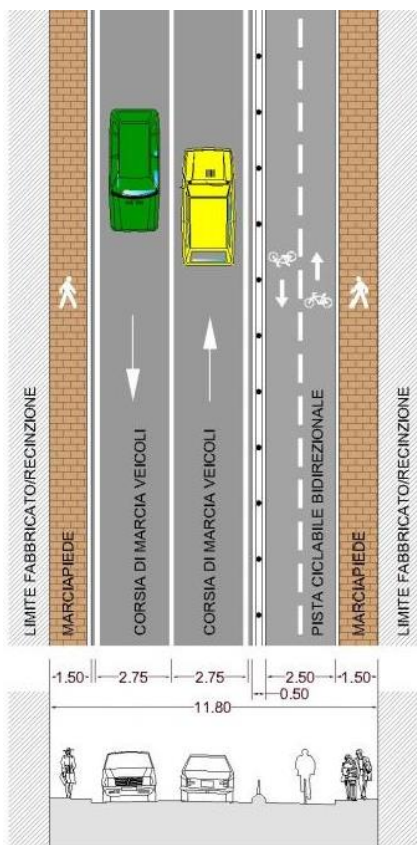 LIMITE FABBRICATO/RECINZIONE
MARCIAPIEDE
CORSIA DI MARCIA VEICOLI
CORSIA DI MARCIA VEICOLI
PISTA CICLABILE BIDIREZIONALE
MARCIAPIEDE
LIMITE FABBRICATO/RECINZIONE
1.50 2.75 2.75 2.50 1.50
0.50
11.80